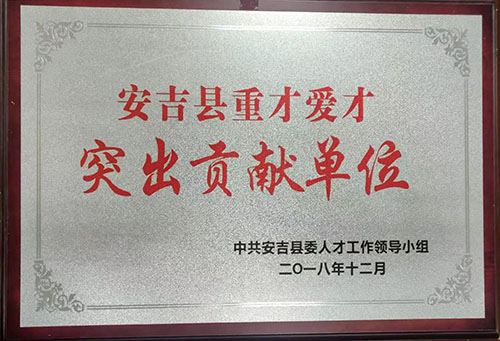 安吉县重才爱才
突出贡献单位
中共安吉县委人才工作领导小组
二〇一八年十二月